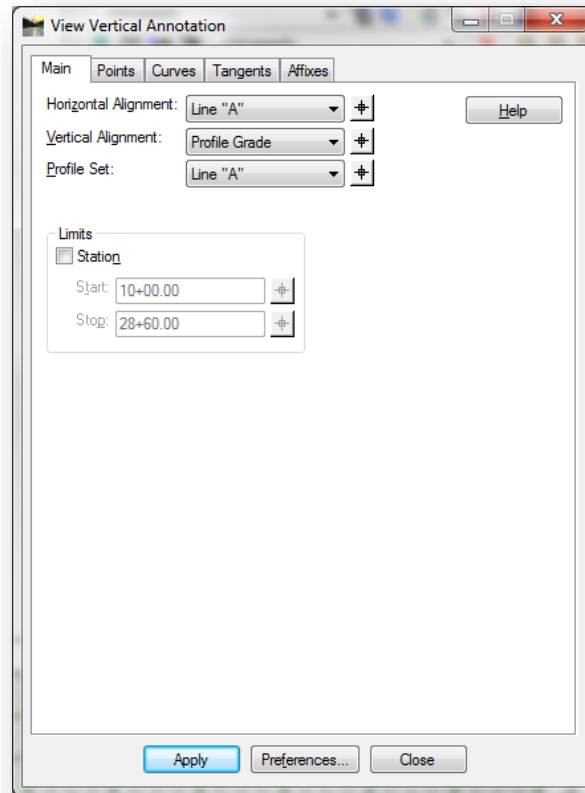 View Vertical Annotation
Main Points Curves Tangents Affixes
Horizontal Alignment: Line "A" Help
Vertical Alignment: Profile Grade
Profile Set: Line "A"
Limits
Station
Start: 10+00.00
Stop: 28+60.00
Apply Preferences... Close